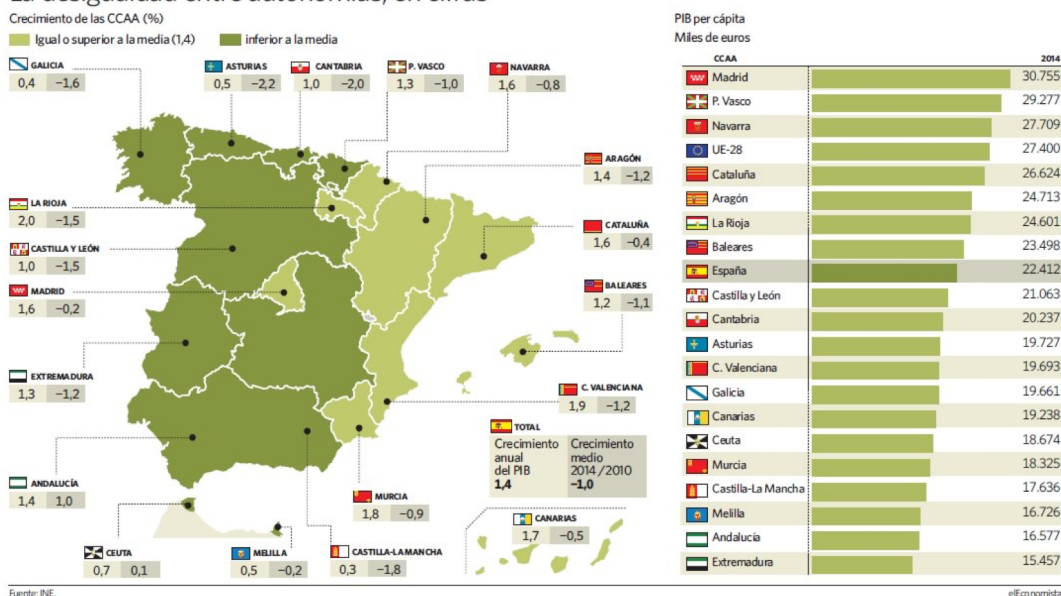 La desigualdad entre autonomías, en cifras
Crecimiento de las CCAA (%)
Igual o superior a la media (1,4)
inferior a la media
GALICIA
0,4 −1,6
ASTURIAS
0,5 −2,2
CANTABRIA
1,0 −2,0
P. VASCO
1,3 −1,0
NAVARRA
1,6 −0,8
ARAGÓN
1,4 −1,2
LA RIOJA
2,0 −1,5
CATALUÑA
1,6 −0,4
CASTILLA Y LEÓN
1,0 −1,5
MADRID
1,6 −0,2
BALEARES
1,2 −1,1
EXTREMADURA
1,3 −1,2
C. VALENCIANA
1,9 −1,2
TOTAL
Crecimiento anual del PIB
1,4
Crecimiento medio 2014/2010
−1,0
ANDALUCÍA
1,4 1,0
MURCIA
1,8 −0,9
CANARIAS
1,7 −0,5
CEUTA
0,7 0,1
MELILLA
0,5 −0,2
CASTILLA-LA MANCHA
0,3 −1,8
PIB per cápita
Miles de euros
CCAA 2014
Madrid 30.755
P. Vasco 29.277
Navarra 27.709
UE-28 27.400
Cataluña 26.624
Aragón 24.713
La Rioja 24.601
Baleares 23.498
España 22.412
Castilla y León 21.063
Cantabria 20.237
Asturias 19.727
C. Valenciana 19.693
Galicia 19.661
Canarias 19.238
Ceuta 18.674
Murcia 18.325
Castilla-La Mancha 17.636
Melilla 16.726
Andalucía 16.577
Extremadura 15.457
Fuente: INE.
elEconomista